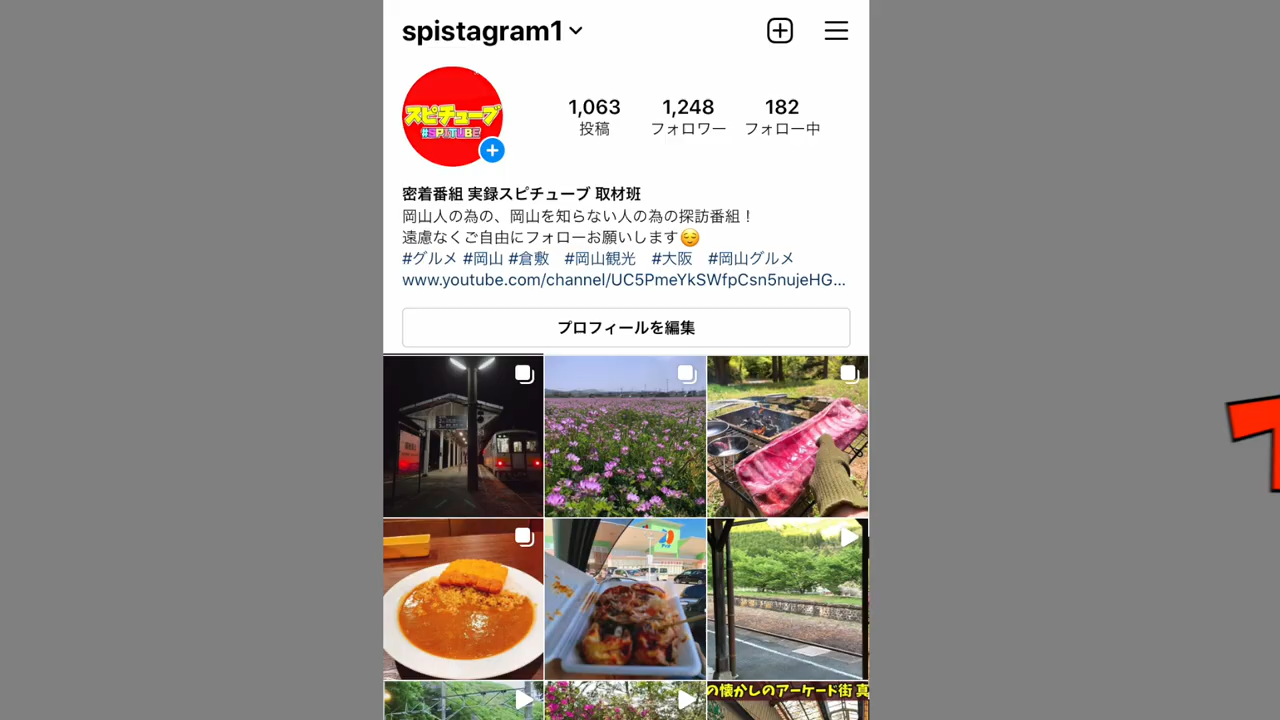 spistagram1
スピチューブ
#SPITUBE
1,063
1,248
182
投稿
フォロワー
フォロー中
密着番組 実録スピチューブ 取材班
岡山人の為の、岡山を知らない人の為の探訪番組！
遠慮なくご自由にフォローお願いします😌
#グルメ #岡山 #倉敷　#岡山観光　#大阪　#岡山グルメ
www.youtube.com/channel/UC5PmeYkSWfpCsn5nujeHG...
プロフィールを編集
の懐かしのアーケード街 真